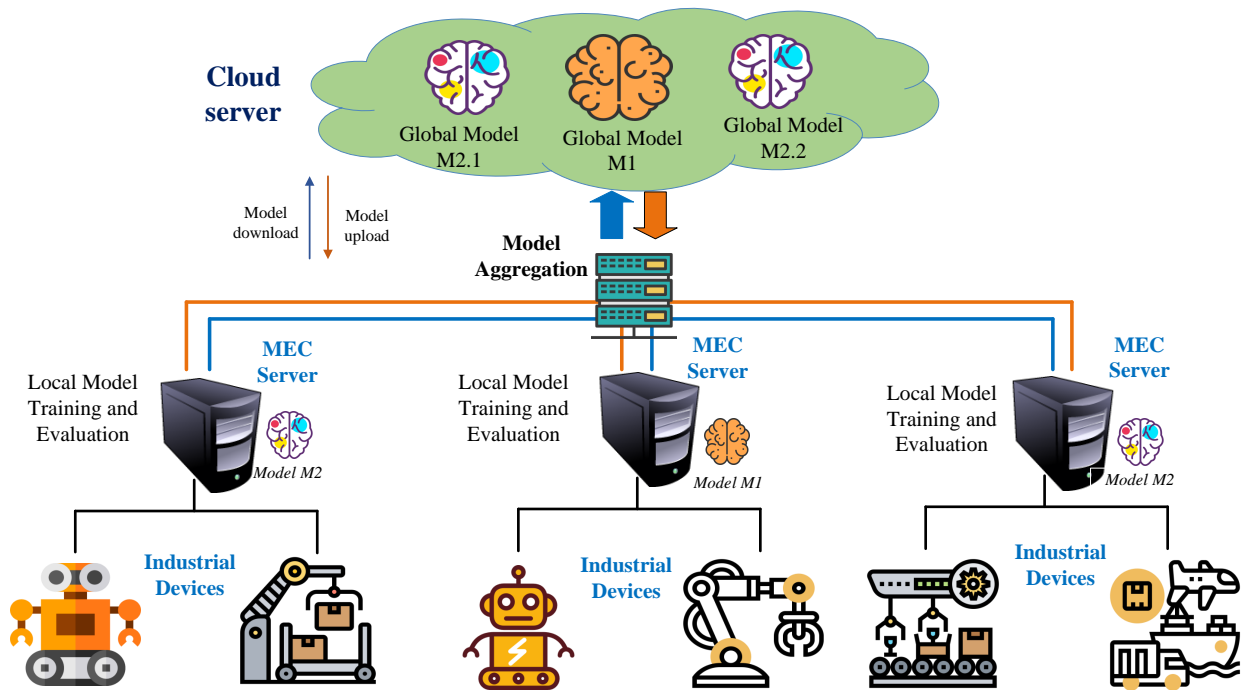 Cloud
server
Global Model
M2.1
Global Model
M1
Global Model
M2.2
Model
download
Model
upload
Model
Aggregation
MEC
Server
Local Model
Training and
Evaluation
Model M2
MEC
Server
Local Model
Training and
Evaluation
Model M1
MEC
Server
Local Model
Training and
Evaluation
Model M2
Industrial
Devices
Industrial
Devices
Industrial
Devices